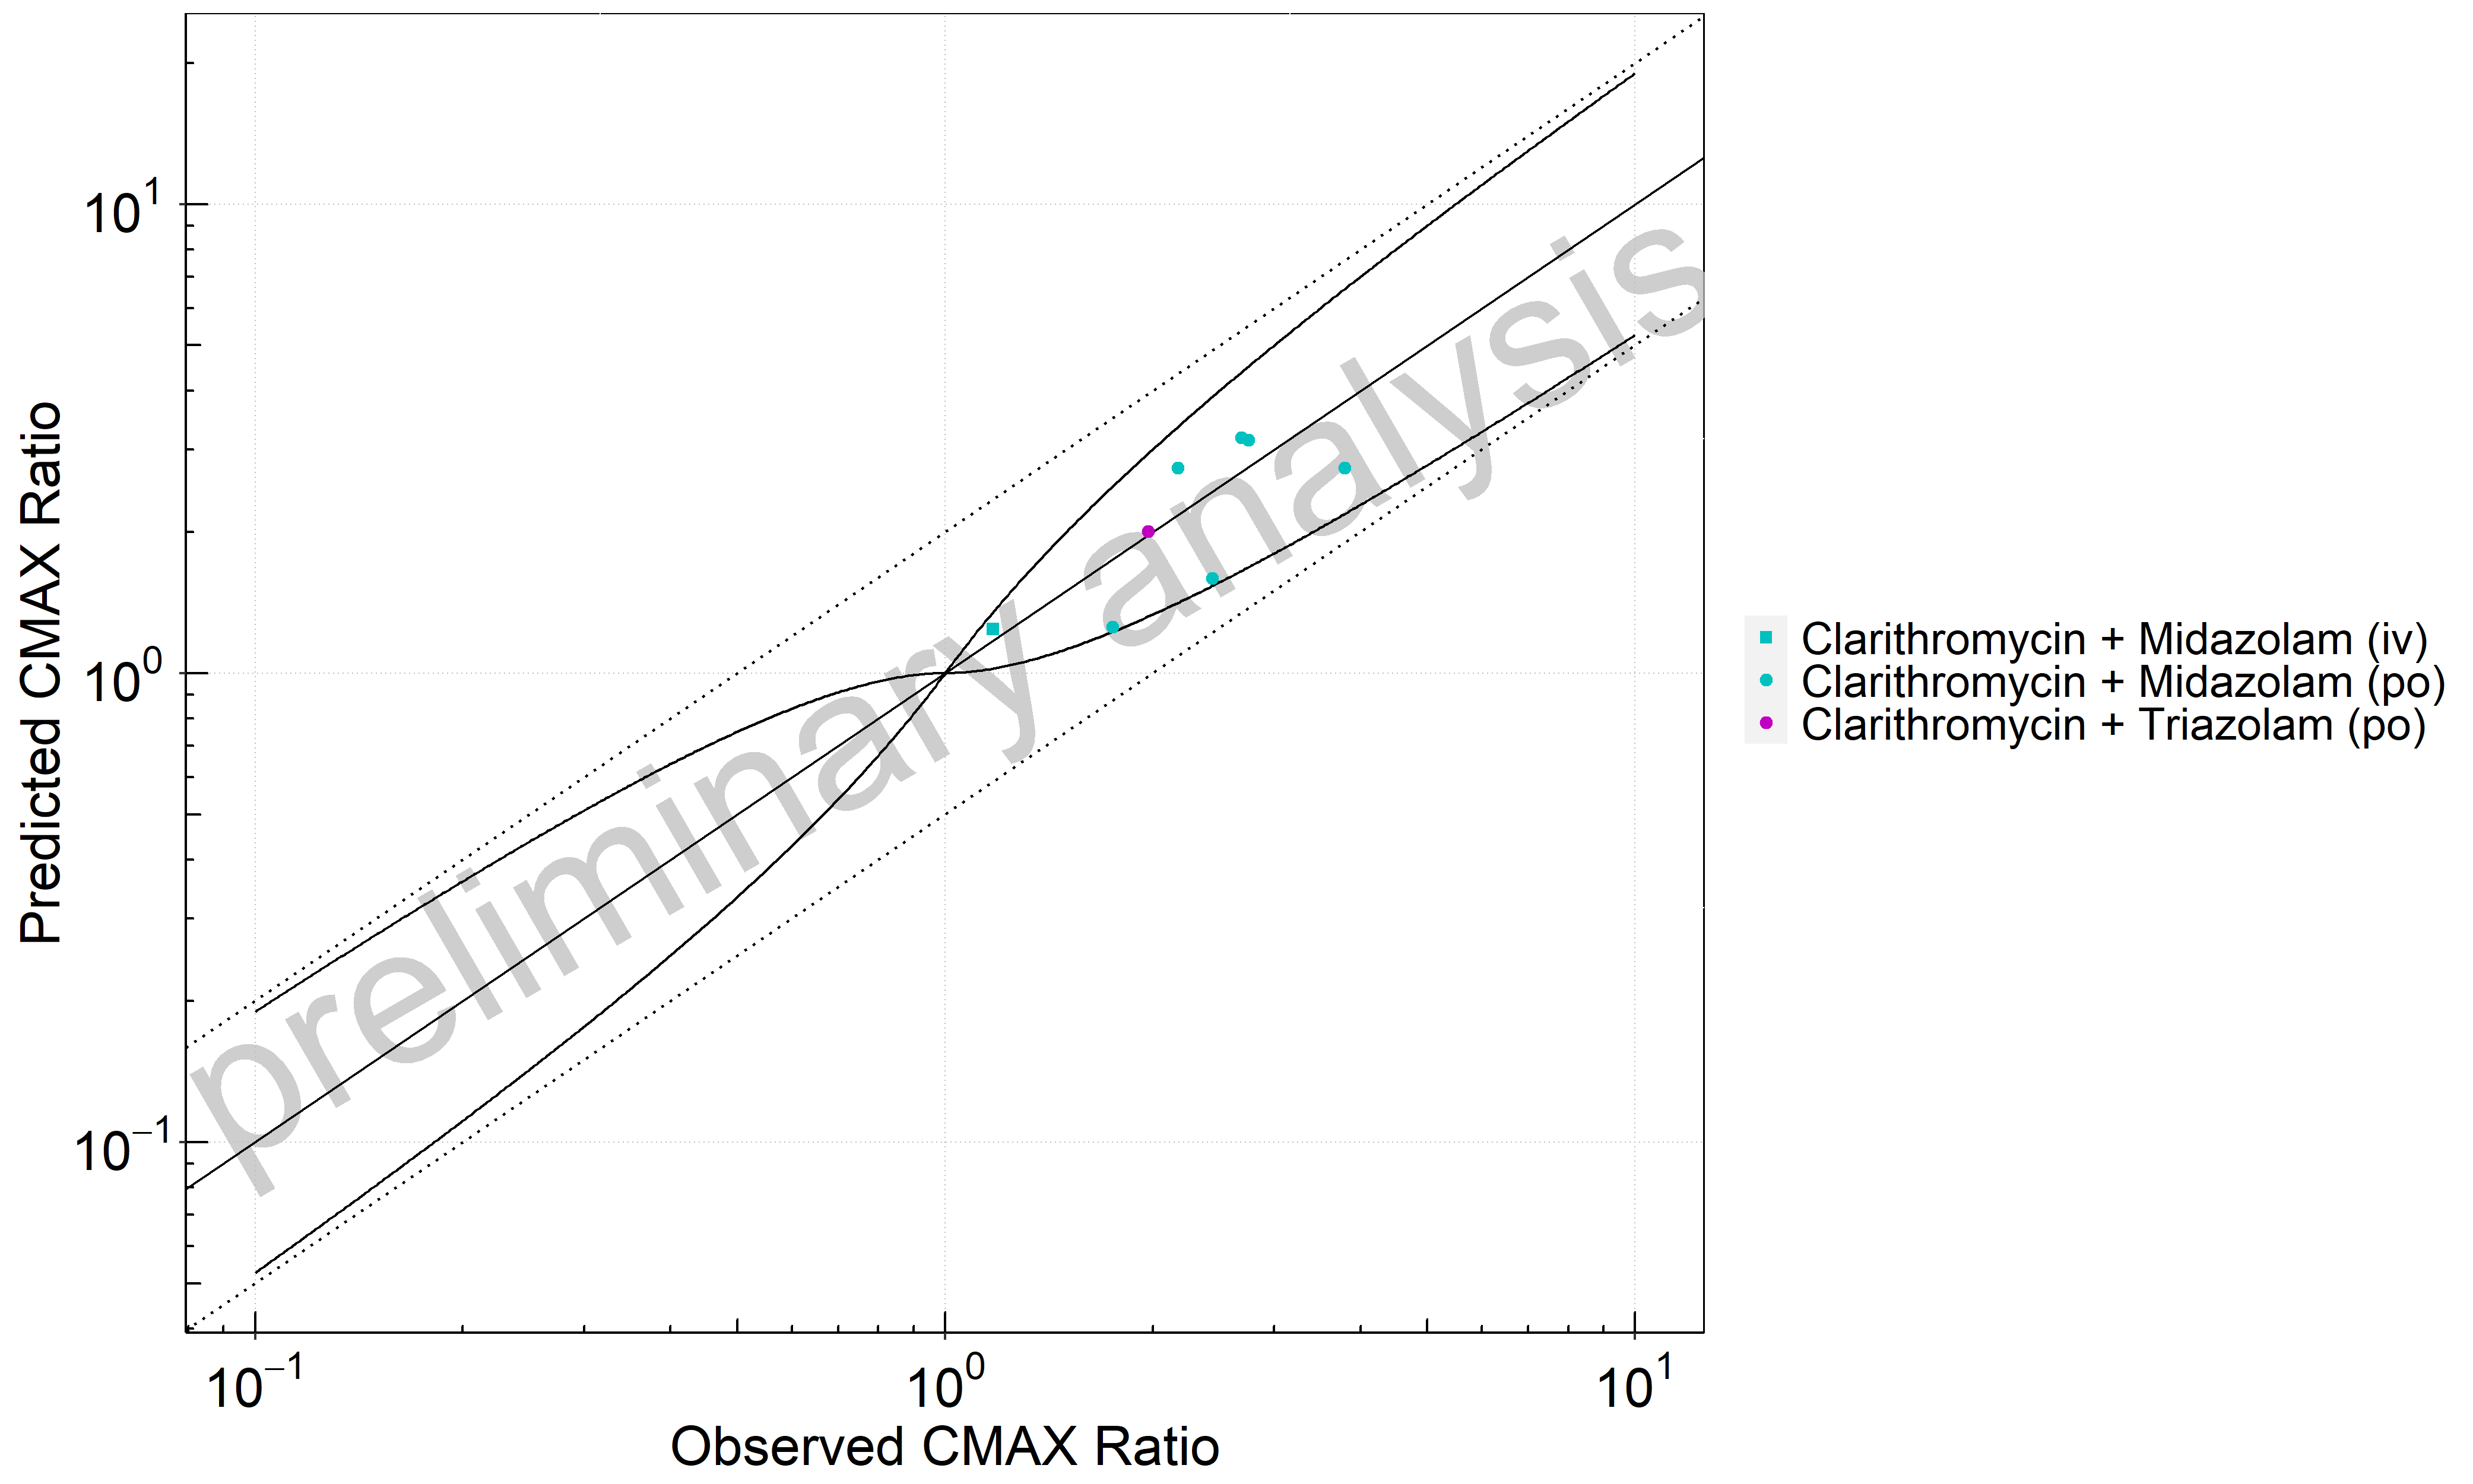 Predicted CMAX Ratio
10¹
10⁰
10⁻¹
preliminary analysis
10⁻¹
10⁰
10¹
Observed CMAX Ratio
Clarithromycin + Midazolam (iv)
Clarithromycin + Midazolam (po)
Clarithromycin + Triazolam (po)